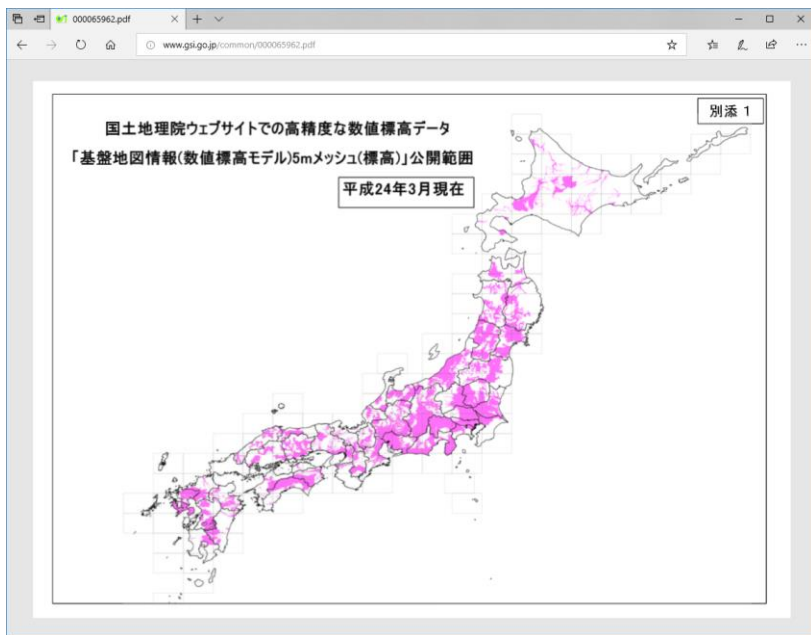 000065962.pdf
www.gsi.go.jp/common/000065962.pdf
別添 1
国土地理院ウェブサイトでの高精度な数値標高データ
「基盤地図情報(数値標高モデル)5mメッシュ(標高)」公開範囲
平成24年3月現在